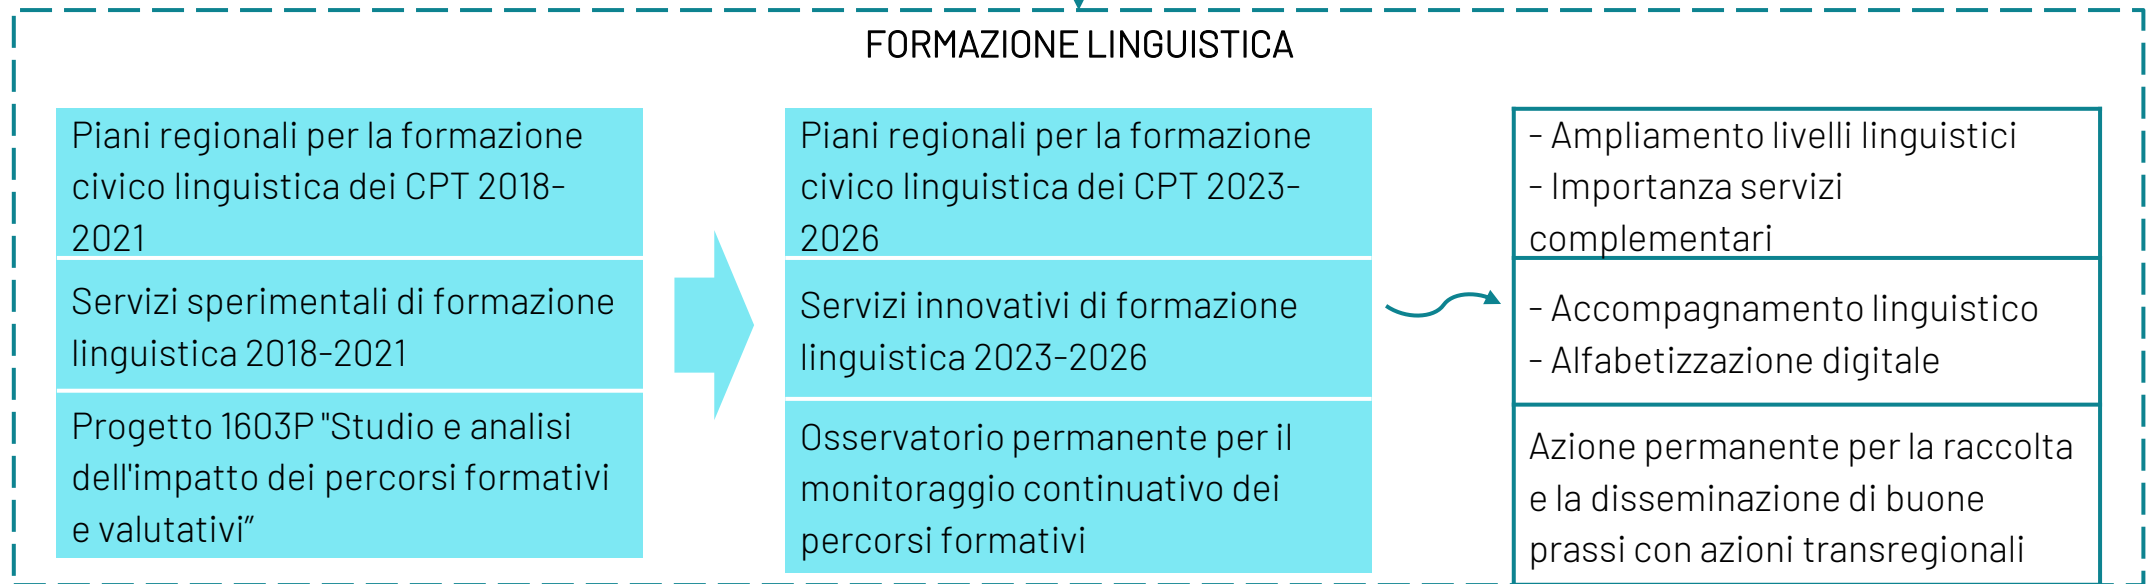 FORMAZIONE LINGUISTICA
Piani regionali per la formazione
civico linguistica dei CPT 2018-
2021
Servizi sperimentali di formazione
linguistica 2018-2021
Progetto 1603P "Studio e analisi
dell'impatto dei percorsi formativi
e valutativi”
Piani regionali per la formazione
civico linguistica dei CPT 2023-
2026
Servizi innovativi di formazione
linguistica 2023-2026
Osservatorio permanente per il
monitoraggio continuativo dei
percorsi formativi
- Ampliamento livelli linguistici
- Importanza servizi
complementari
- Accompagnamento linguistico
- Alfabetizzazione digitale
Azione permanente per la raccolta
e la disseminazione di buone
prassi con azioni transregionali